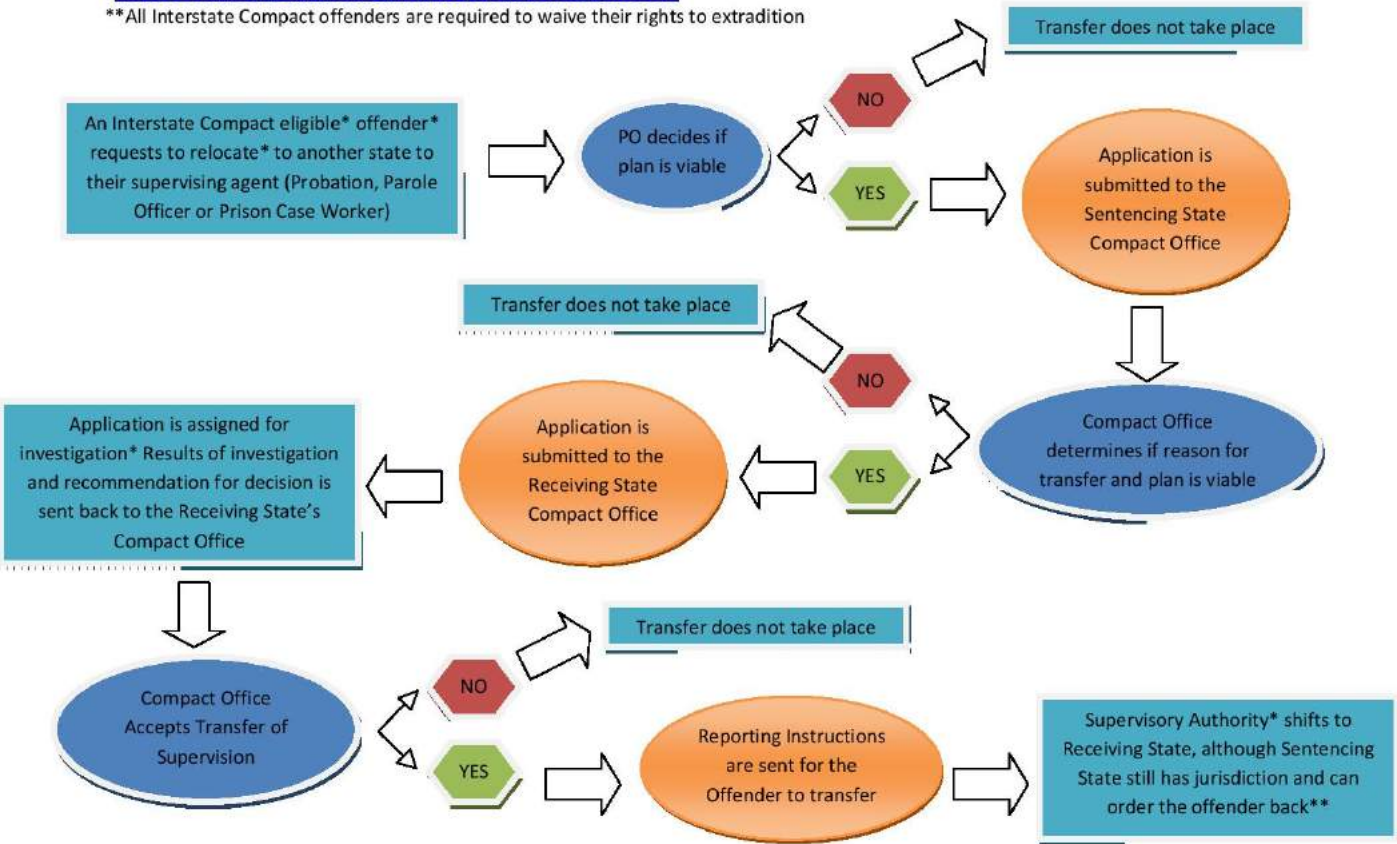 **All Interstate Compact offenders are required to waive their rights to extradition
Transfer does not take place
An Interstate Compact eligible* offender*
requests to relocate* to another state to
their supervising agent (Probation, Parole
Officer or Prison Case Worker)
PO decides if
plan is viable
NO
YES
Application is
submitted to the
Sentencing State
Compact Office
Compact Office
determines if reason for
transfer and plan is viable
NO
Transfer does not take place
YES
Application is
submitted to the
Receiving State
Compact Office
Application is assigned for
investigation* Results of investigation
and recommendation for decision is
sent back to the Receiving State's
Compact Office
Compact Office
Accepts Transfer of
Supervision
NO
Transfer does not take place
YES
Reporting Instructions
are sent for the
Offender to transfer
Supervisory Authority* shifts to
Receiving State, although Sentencing
State still has jurisdiction and can
order the offender back**